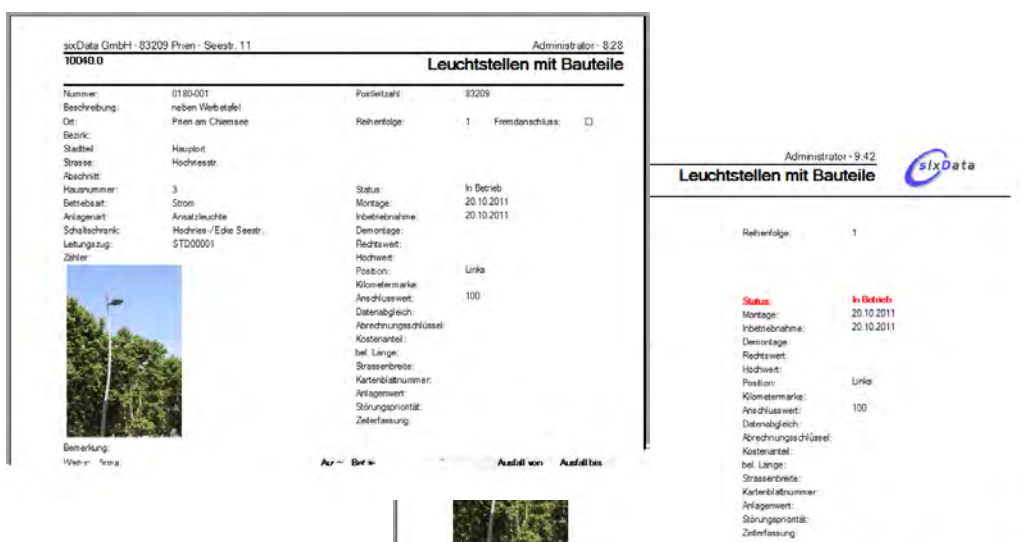 sixData GmbH - 83209 Prien - Seestr. 11 Administrator - 8:28
10040.0 Leuchtstellen mit Bauteile
Nummer: 0180-001 Postleitzahl: 83209
Beschreibung: neben Werbetafel
Ort: Prien am Chiemsee Reihenfolge: 1 Fremdanschluss:
Bezirk:
Stadtteil Hauptort
Strasse: Hochriesstr.
Abschnitt:
Hausnummer: 3 Status: In Betrieb
Betriebsart: Strom Montage: 20.10.2011
Anlagenart: Ansatzleuchte Inbetriebnahme: 20.10.2011
Schaltschrank: Hochries-/Ecke Seestr. Demontage:
Leitungszug: STD00001 Rechtswert:
Zähler: Hochwert:
Position: Links
Kilometermarke:
Anschlusswert: 100
Datenabgleich:
Abrechnungsschlüssel:
Kostenanteil:
bel. Länge:
Strassenbreite:
Kartenblattnummer:
Anlagenwert:
Störungspriorität:
Zeiterfassung:
Bemerkung:
Ausfall von Ausfall bis
Administrator - 9:42
sixData
Leuchtstellen mit Bauteile
Reihenfolge: 1
Status: In Betrieb
Montage: 20.10.2011
Inbetriebnahme: 20.10.2011
Demontage:
Rechtswert:
Hochwert:
Position: Links
Kilometermarke:
Anschlusswert: 100
Datenabgleich:
Abrechnungsschlüssel:
Kostenanteil:
bel. Länge:
Strassenbreite:
Kartenblattnummer:
Anlagenwert:
Störungspriorität:
Zeiterfassung: